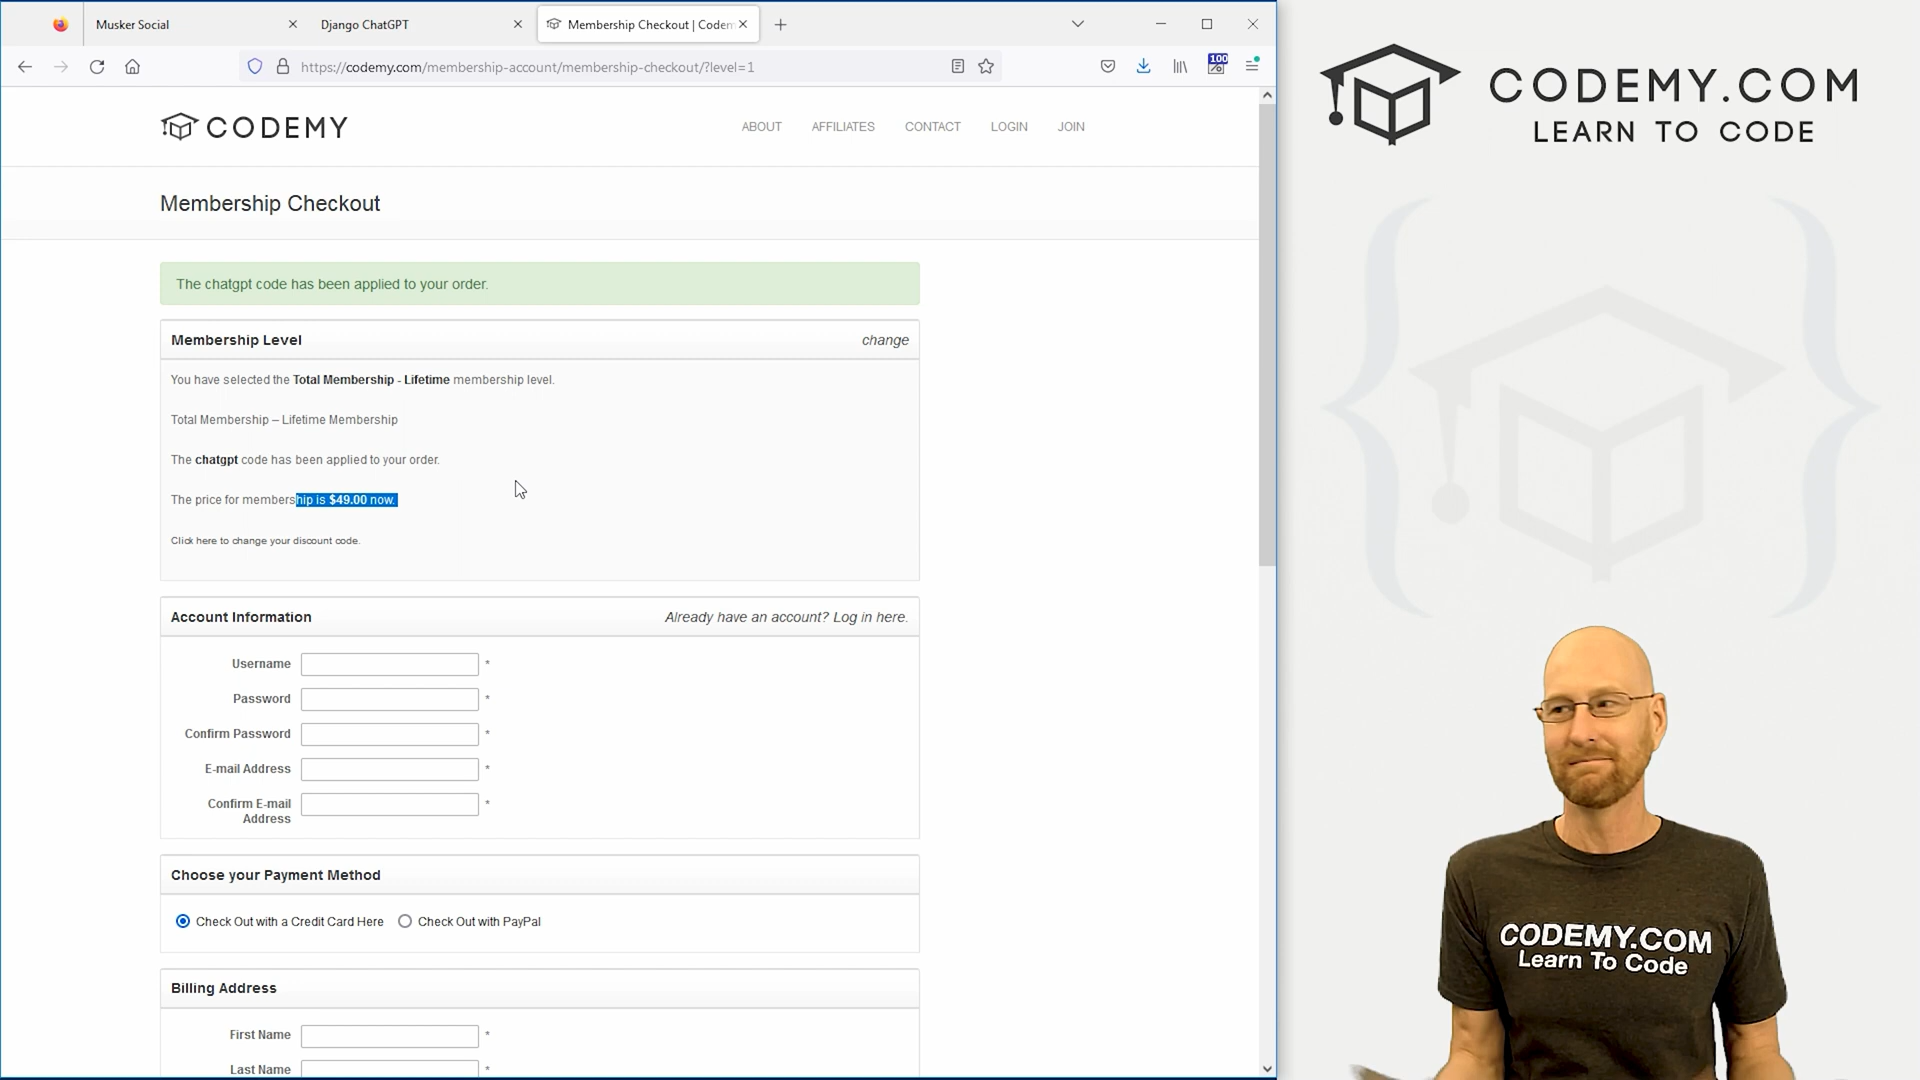 Musker Social
Django ChatGPT
Membership Checkout | Codem
https://codemy.com/membership-account/membership-checkout/?level=1
100
%
CODEMY
ABOUT
AFFILIATES
CONTACT
LOGIN
JOIN
Membership Checkout
The chatgpt code has been applied to your order.
Membership Level
change
You have selected the Total Membership - Lifetime membership level.
Total Membership – Lifetime Membership
The chatgpt code has been applied to your order.
The price for membership is $49.00 now.
Click here to change your discount code.
Account Information
Already have an account? Log in here.
Username
*
Password
*
Confirm Password
*
E-mail Address
*
Confirm E-mail
Address
*
Choose your Payment Method
Check Out with a Credit Card Here
Check Out with PayPal
Billing Address
First Name
*
Last Name
*
CODEMY.COM
LEARN TO CODE
CODEMY.COM
Learn To Code